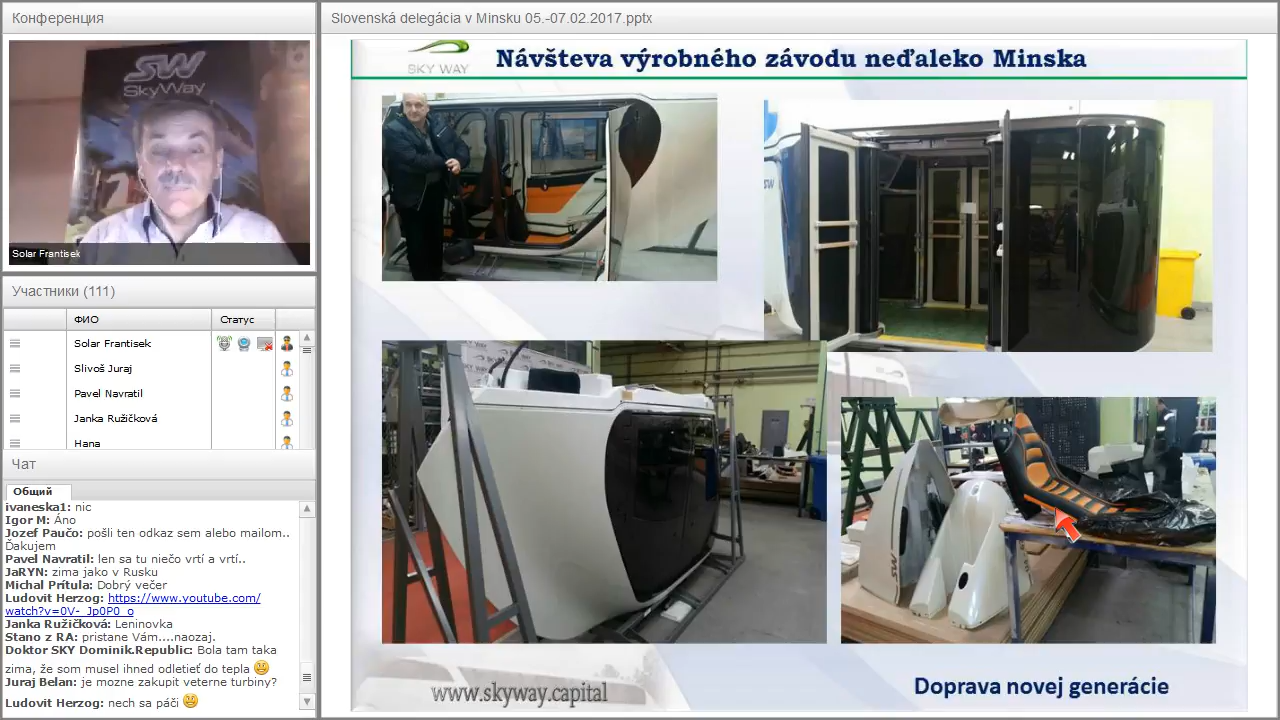 Конференция
SW
SkyWay
Solar Frantisek
Участники (111)
ФИО
Статус
Solar Frantisek
Slivoš Juraj
Pavel Navratil
Janka Ružičková
Hana
Чат
Общий
ivaneska1: nic
Igor M: Áno
Jozef Paučo: pošli ten odkaz sem alebo mailom..
Ďakujem
Pavel Navratil: len sa tu niečo vrtí a vrtí..
JaRYN: zima jako v Rusku
Michal Prítula: Dobrý večer
Ludovit Herzog: https://www.youtube.com/
watch?v=0V-_Jp0P0_o
Janka Ružičková: Leninovka
Stano z RA: pristane Vám....naozaj.
Doktor SKY Dominik.Republic: Bola tam taka
zima, že som musel ihned odletieť do tepla
Juraj Belan: je mozne zakupit veterne turbiny?
Ludovit Herzog: nech sa páči
Slovenská delegácia v Minsku 05.-07.02.2017.pptx
SKY WAY
Návšteva výrobného závodu neďaleko Minska
SW
SW
www.skyway.capital
Doprava novej generácie